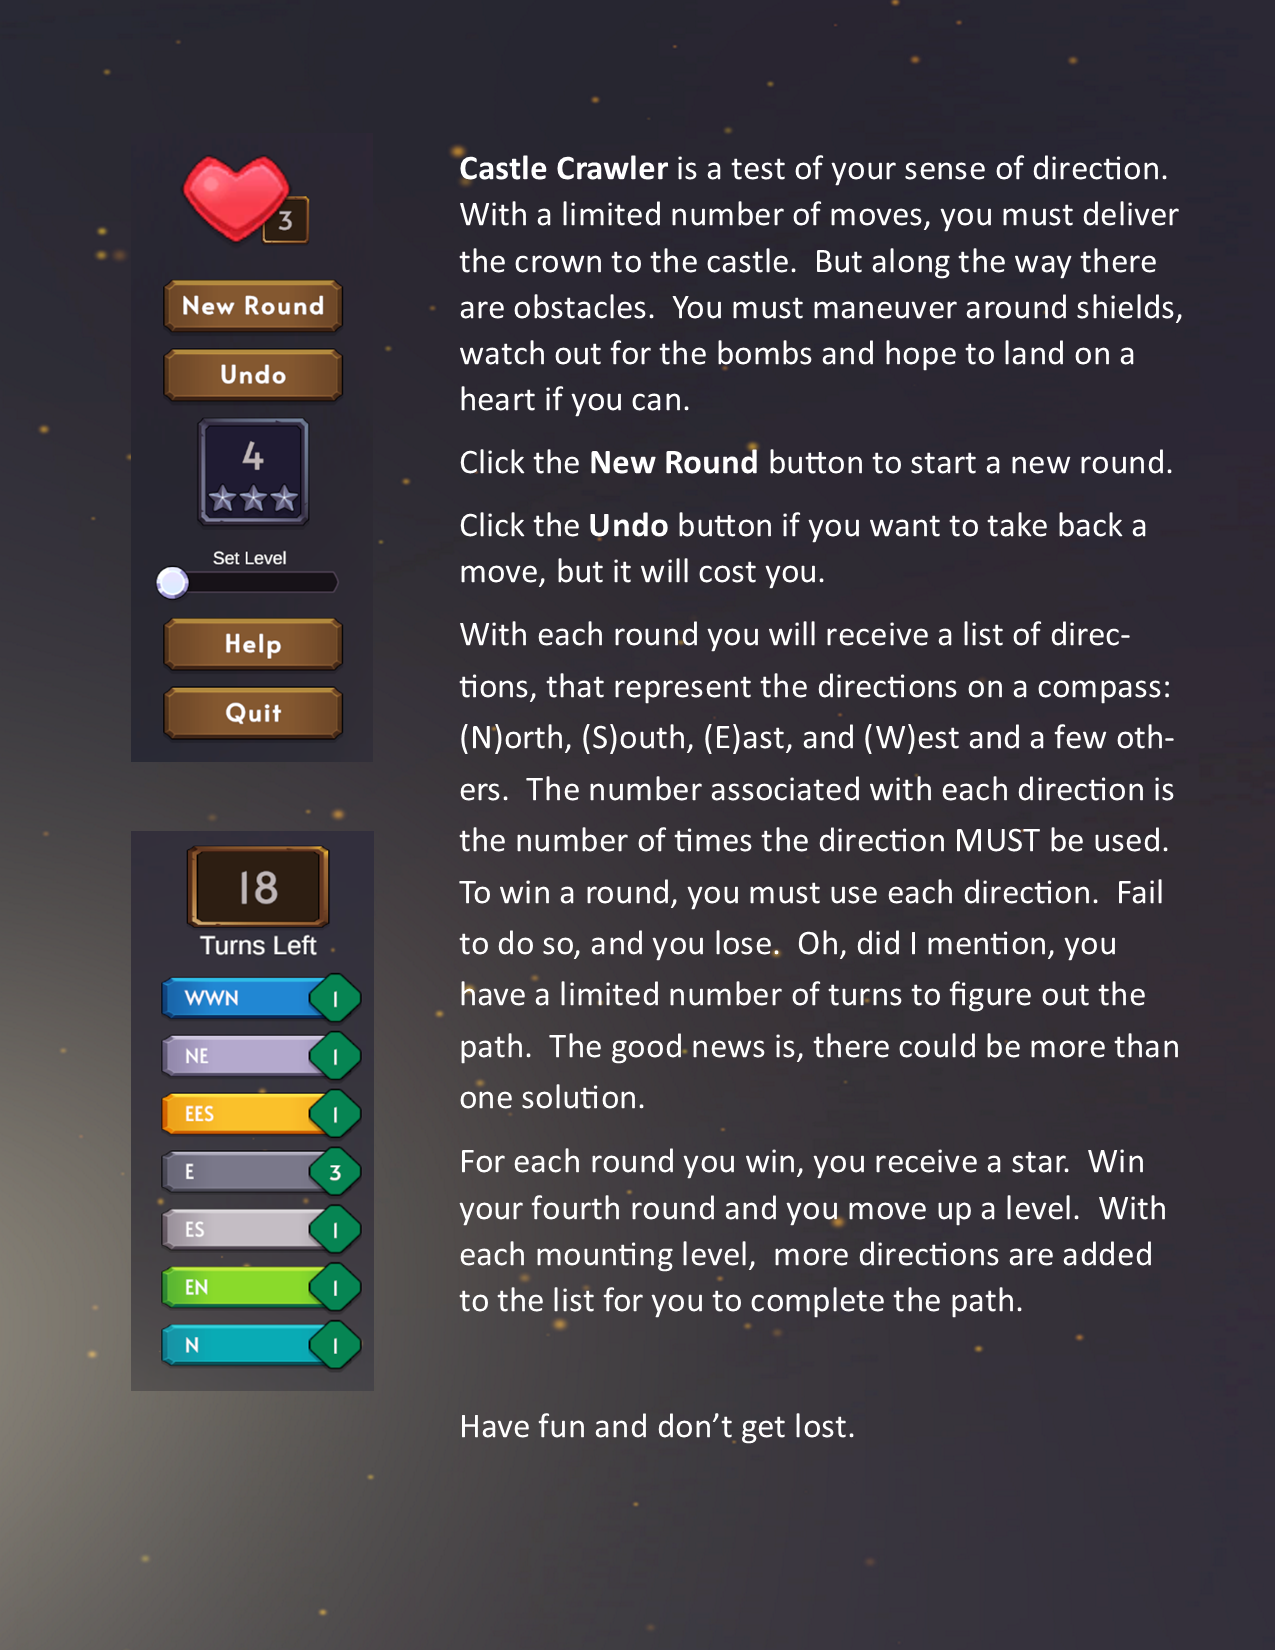 3
New Round
Undo
4
Set Level
Help
Quit
18
Turns Left
WWN 1
NE 1
EES 1
E 3
ES 1
EN 1
N 1
Castle Crawler is a test of your sense of direction.
With a limited number of moves, you must deliver
the crown to the castle.  But along the way there
are obstacles.  You must maneuver around shields,
watch out for the bombs and hope to land on a
heart if you can.
Click the New Round button to start a new round.
Click the Undo button if you want to take back a
move, but it will cost you.
With each round you will receive a list of direc-
tions, that represent the directions on a compass:
(N)orth, (S)outh, (E)ast, and (W)est and a few oth-
ers.  The number associated with each direction is
the number of times the direction MUST be used.
To win a round, you must use each direction.  Fail
to do so, and you lose.  Oh, did I mention, you
have a limited number of turns to figure out the
path.  The good news is, there could be more than
one solution.
For each round you win, you receive a star.  Win
your fourth round and you move up a level.  With
each mounting level,  more directions are added
to the list for you to complete the path.
Have fun and don’t get lost.